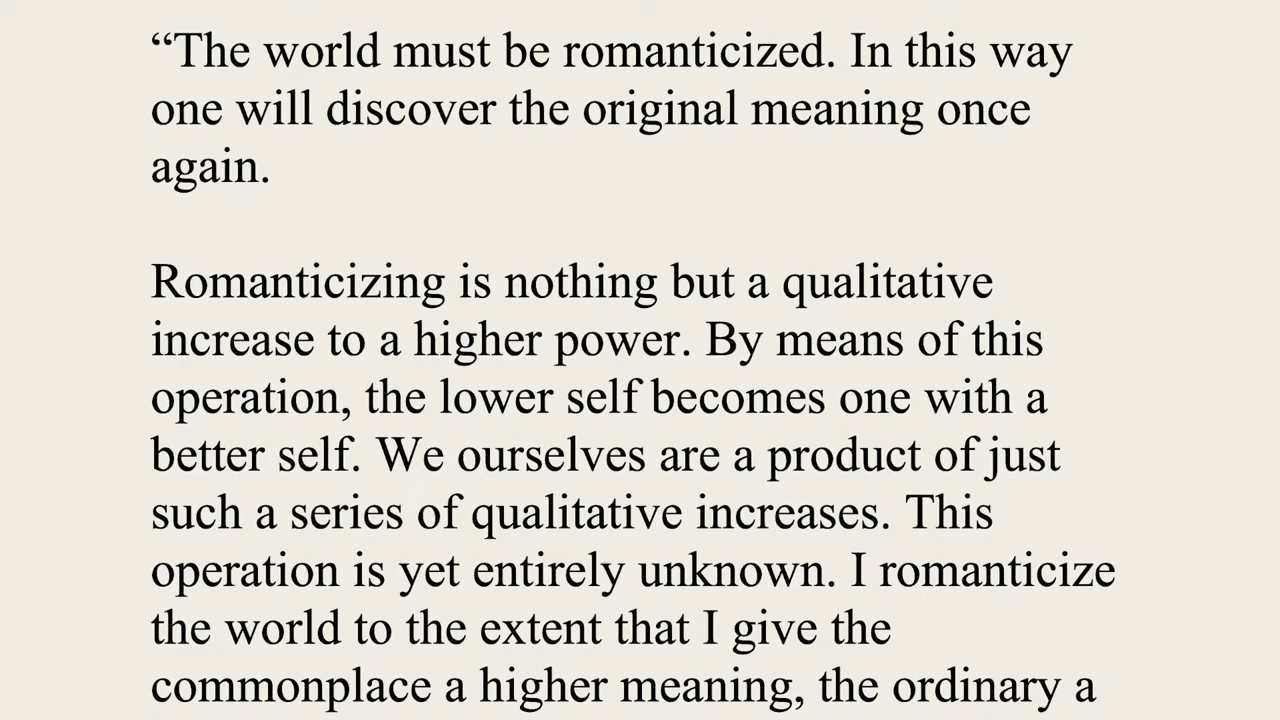 “The world must be romanticized. In this way
one will discover the original meaning once
again.
Romanticizing is nothing but a qualitative
increase to a higher power. By means of this
operation, the lower self becomes one with a
better self. We ourselves are a product of just
such a series of qualitative increases. This
operation is yet entirely unknown. I romanticize
the world to the extent that I give the
commonplace a higher meaning, the ordinary a